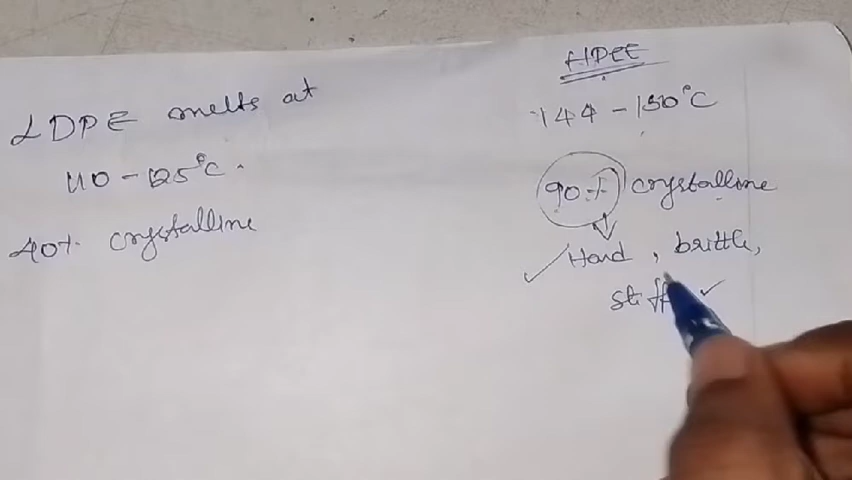 LDPE melts at
110 - 125°C.
40% crystalline
HDPE
144 - 150°C
90% crystalline
Hard, brittle,
stiff